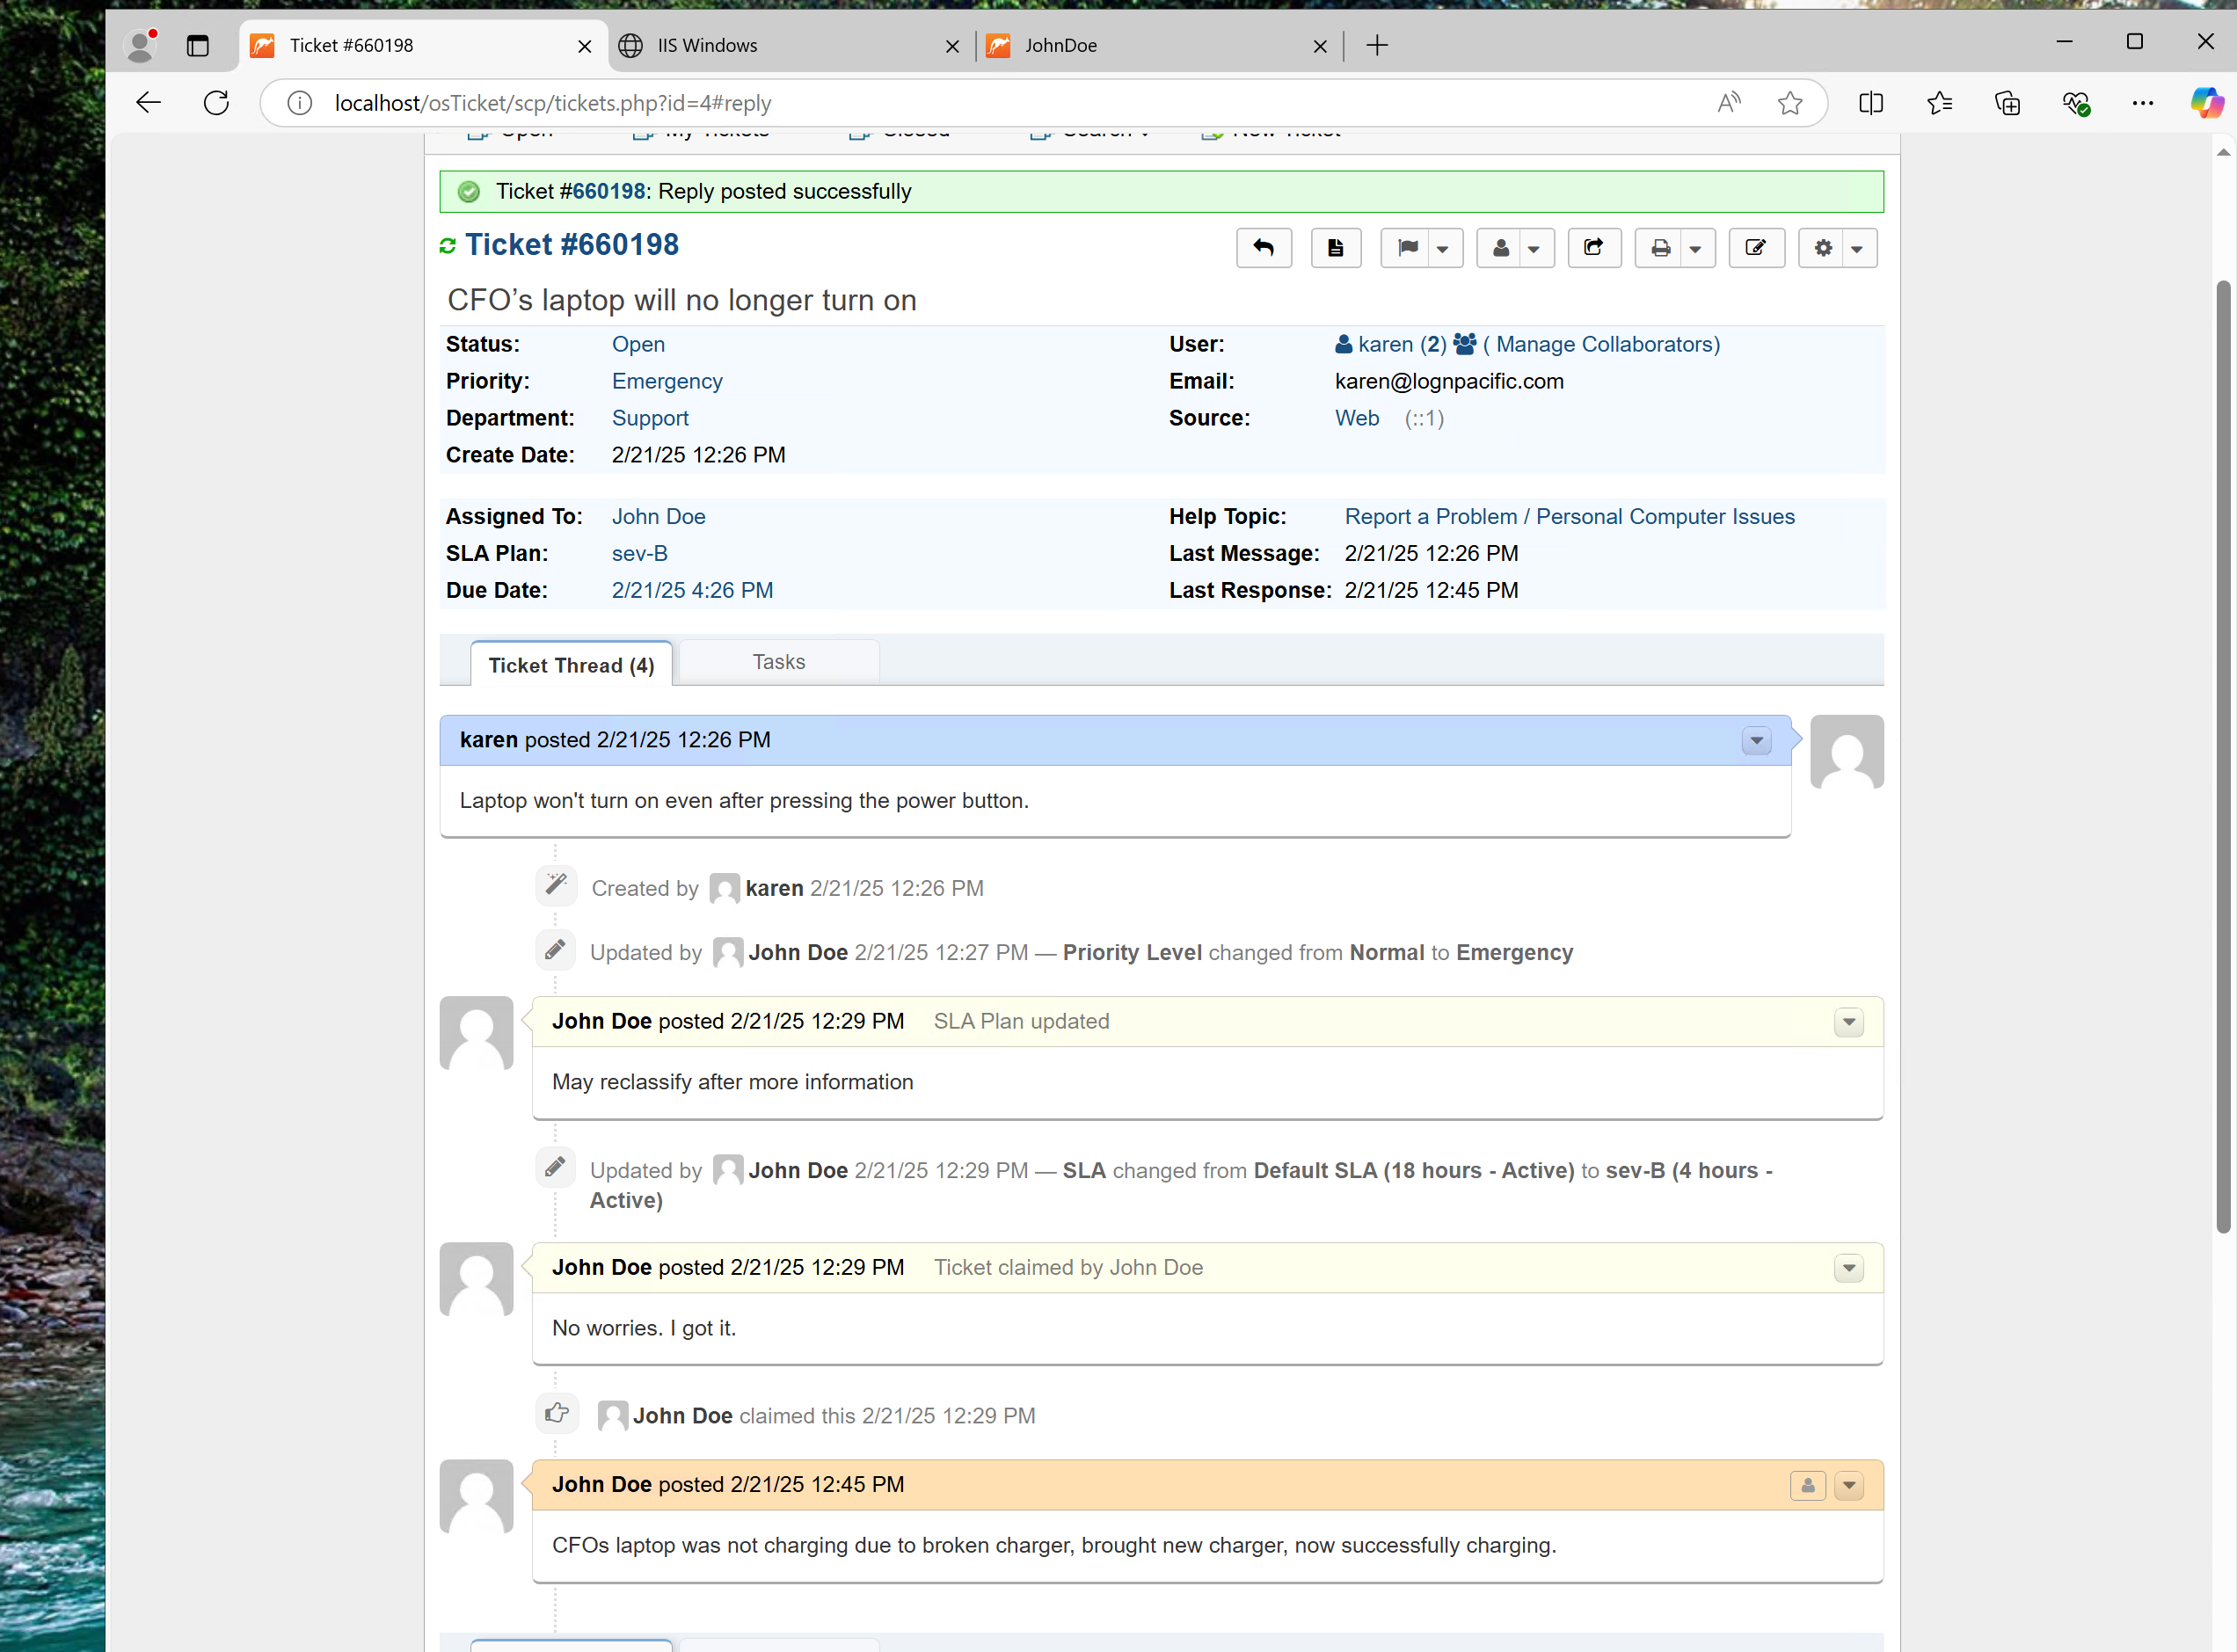 Ticket #660198
IIS Windows
JohnDoe
localhost/osTicket/scp/tickets.php?id=4#reply
Open My Tickets Closed Search New Ticket
Ticket #660198: Reply posted successfully
Ticket #660198
CFO’s laptop will no longer turn on
Status: Open User: karen (2) ( Manage Collaborators)
Priority: Emergency Email: karen@lognpacific.com
Department: Support Source: Web (::1)
Create Date: 2/21/25 12:26 PM
Assigned To: John Doe Help Topic: Report a Problem / Personal Computer Issues
SLA Plan: sev-B Last Message: 2/21/25 12:26 PM
Due Date: 2/21/25 4:26 PM Last Response: 2/21/25 12:45 PM
Ticket Thread (4) Tasks
karen posted 2/21/25 12:26 PM
Laptop won't turn on even after pressing the power button.
Created by karen 2/21/25 12:26 PM
Updated by John Doe 2/21/25 12:27 PM — Priority Level changed from Normal to Emergency
John Doe posted 2/21/25 12:29 PM SLA Plan updated
May reclassify after more information
Updated by John Doe 2/21/25 12:29 PM — SLA changed from Default SLA (18 hours - Active) to sev-B (4 hours -
Active)
John Doe posted 2/21/25 12:29 PM Ticket claimed by John Doe
No worries. I got it.
John Doe claimed this 2/21/25 12:29 PM
John Doe posted 2/21/25 12:45 PM
CFOs laptop was not charging due to broken charger, brought new charger, now successfully charging.